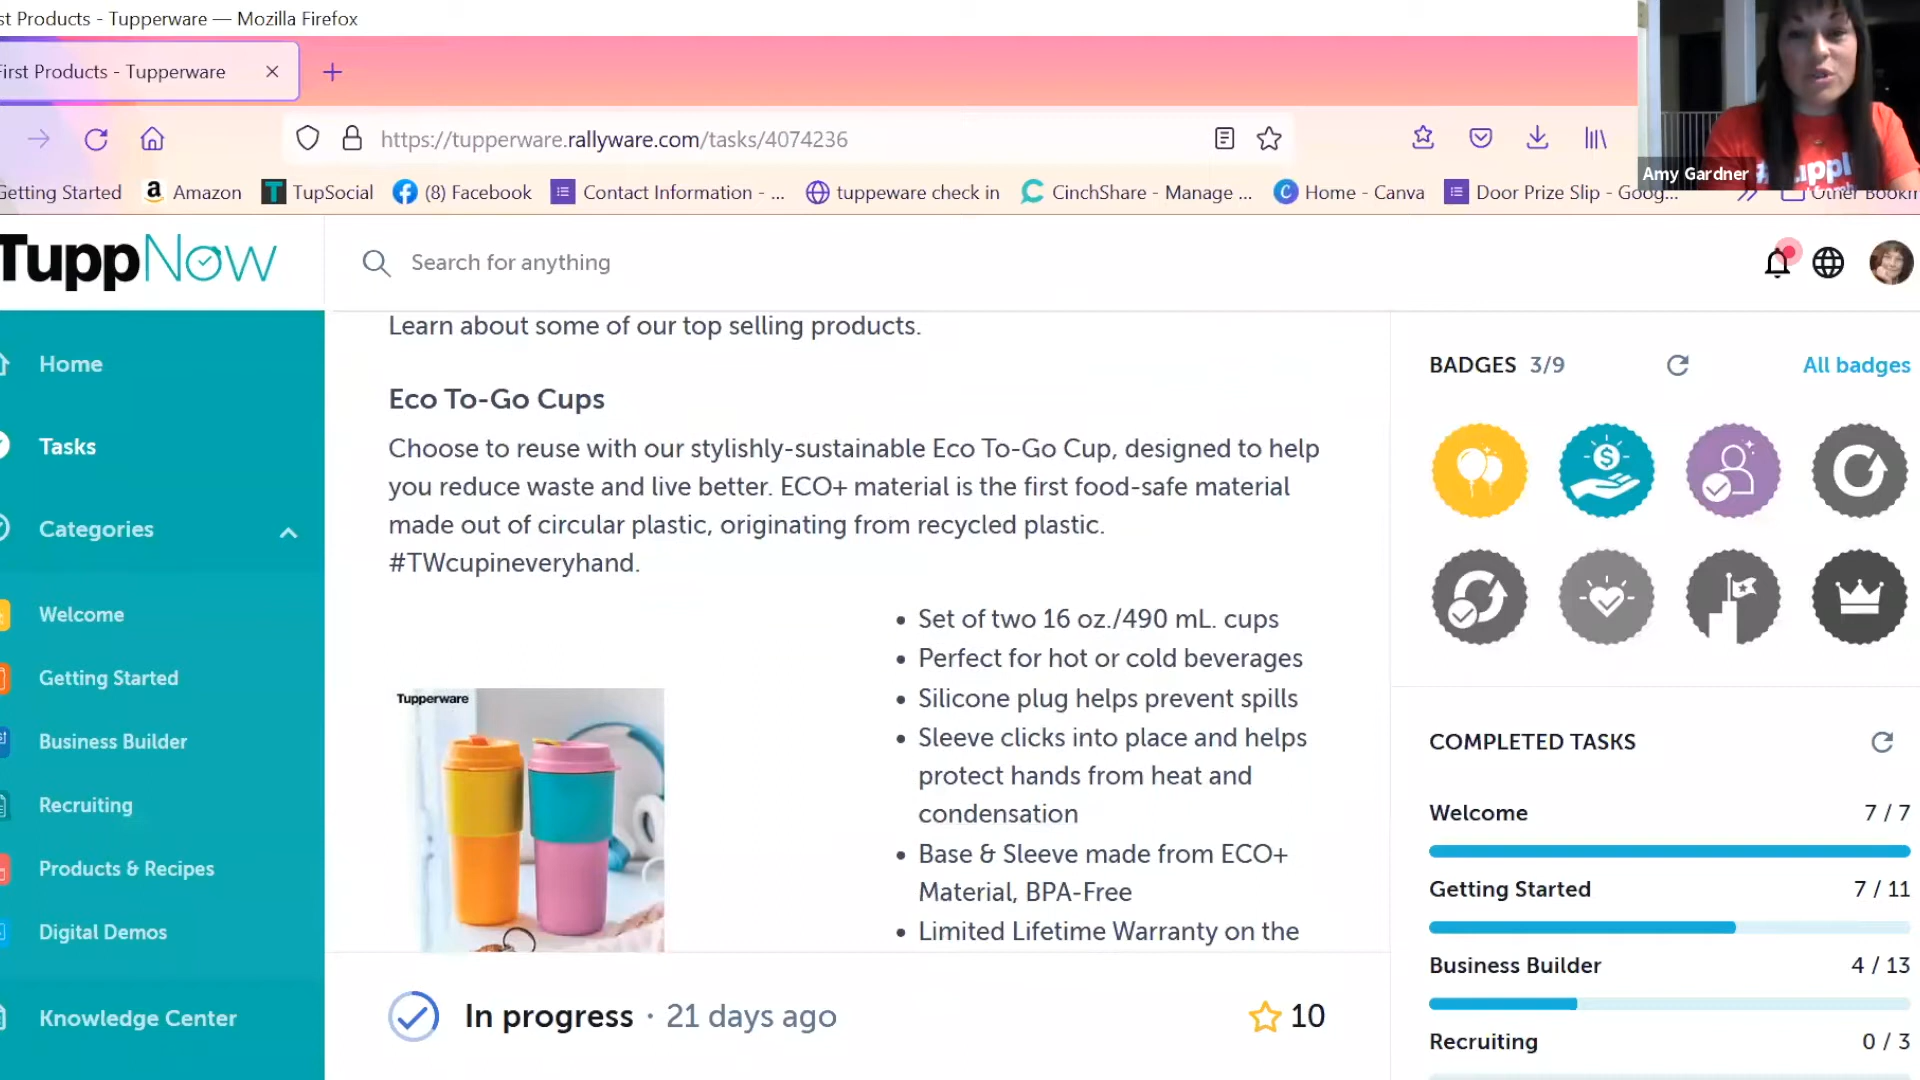 st Products - Tupperware — Mozilla Firefox
First Products - Tupperware
https://tupperware.rallyware.com/tasks/4074236
Amy Gardner
Getting Started
Amazon
TupSocial
(8) Facebook
Contact Information - ...
tuppeware check in
CinchShare - Manage ...
Home - Canva
Door Prize Slip - Goog...
Other Bookm
TuppNow
Search for anything
Home
Tasks
Categories
Welcome
Getting Started
Business Builder
Recruiting
Products & Recipes
Digital Demos
Knowledge Center
Learn about some of our top selling products.
Eco To-Go Cups
Choose to reuse with our stylishly-sustainable Eco To-Go Cup, designed to help
you reduce waste and live better. ECO+ material is the first food-safe material
made out of circular plastic, originating from recycled plastic.
#TWcupineveryhand.
Tupperware
• Set of two 16 oz./490 mL. cups
• Perfect for hot or cold beverages
• Silicone plug helps prevent spills
• Sleeve clicks into place and helps
protect hands from heat and
condensation
• Base & Sleeve made from ECO+
Material, BPA-Free
• Limited Lifetime Warranty on the
In progress · 21 days ago
10
BADGES 3/9
All badges
COMPLETED TASKS
Welcome 7 / 7
Getting Started 7 / 11
Business Builder 4 / 13
Recruiting 0 / 3